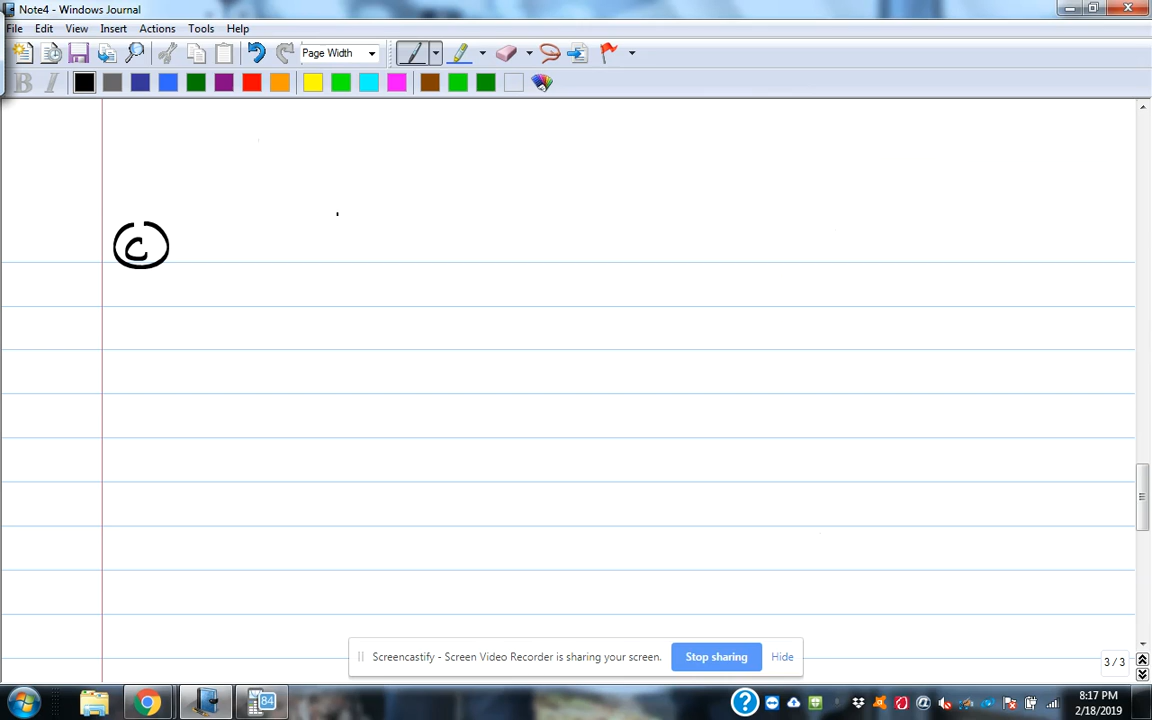 Note4 - Windows Journal
File Edit View Insert Actions Tools Help
Page Width
B I
C
Screencastify - Screen Video Recorder is sharing your screen. Stop sharing Hide
3 / 3
84
8:17 PM
2/18/2019